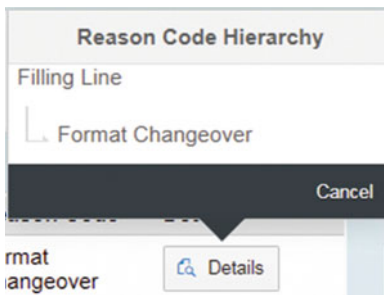 Reason Code Hierarchy
Filling Line
Format Changeover
Cancel
rmat
angeover
Details